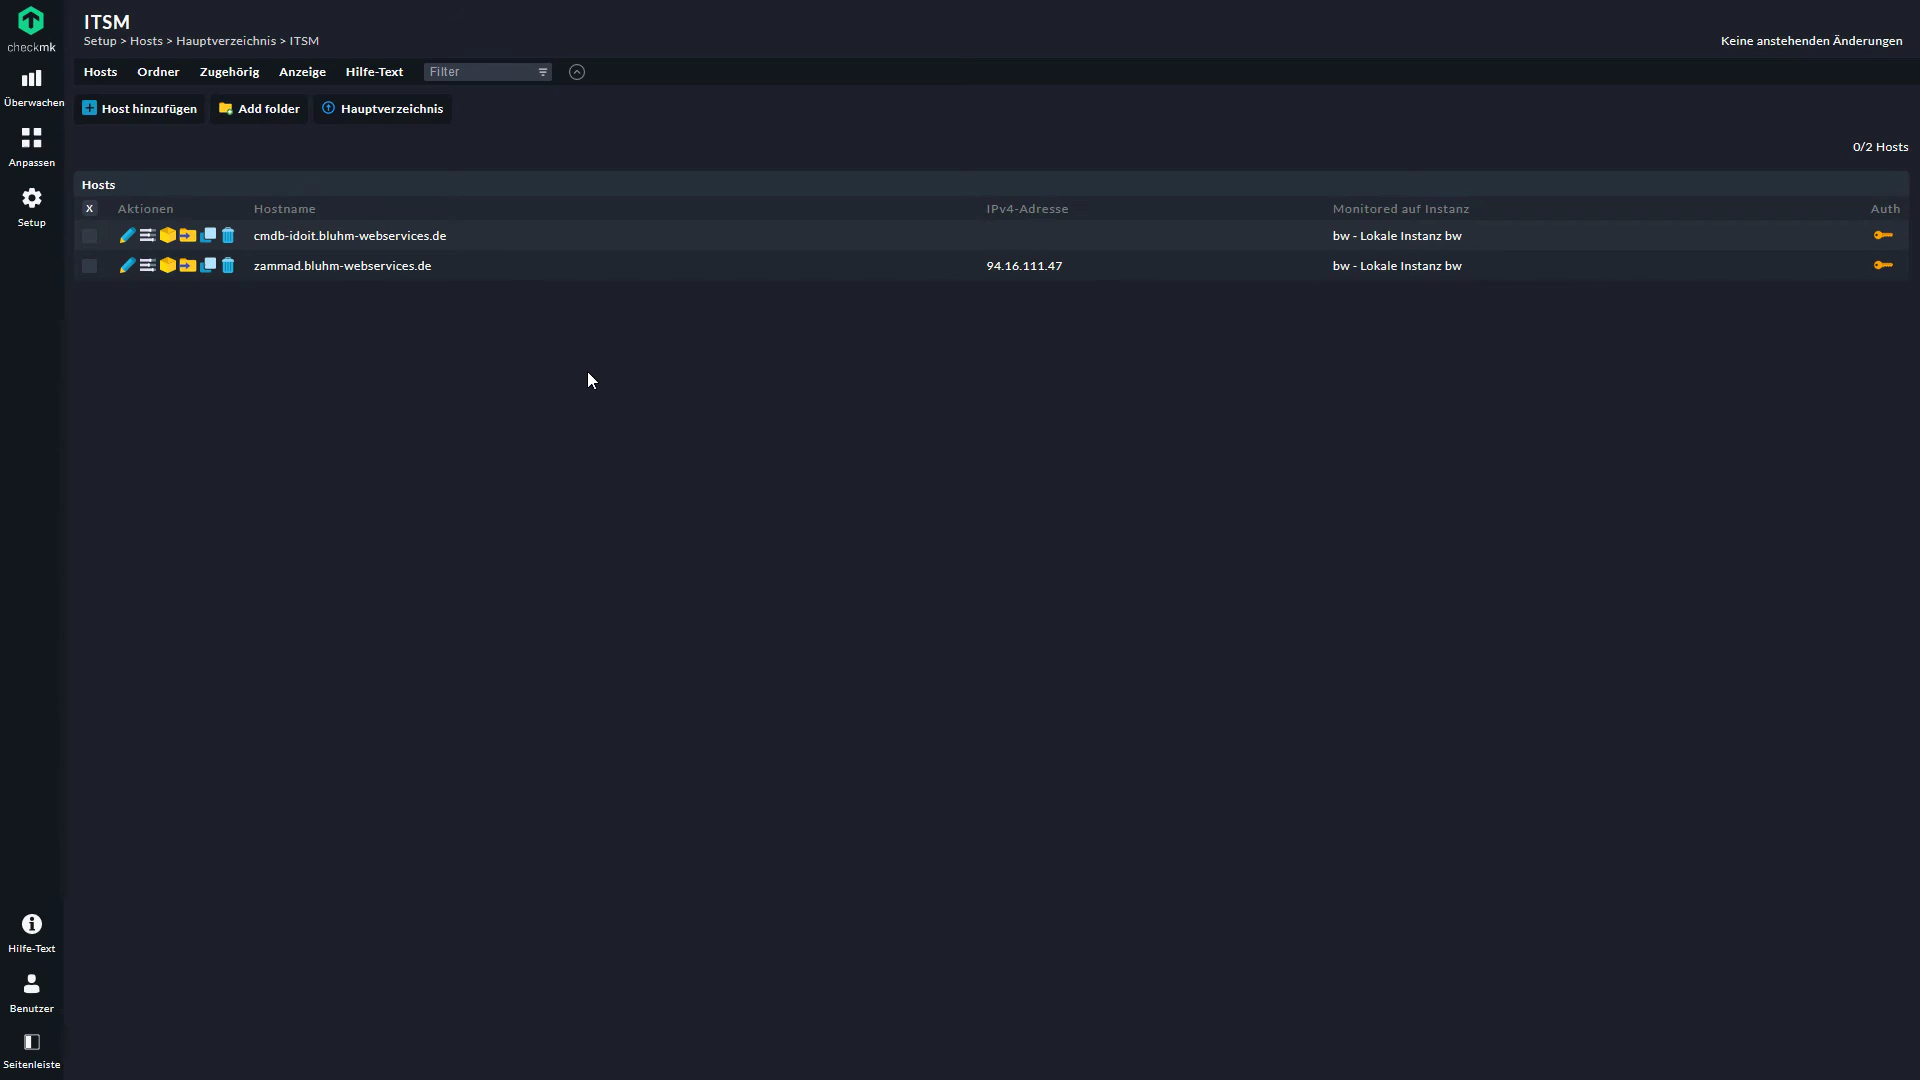 checkmk
ITSM
Setup > Hosts > Hauptverzeichnis > ITSM
Keine anstehenden Änderungen
Hosts Ordner Zugehörig Anzeige Hilfe-Text Filter
Host hinzufügen Add folder Hauptverzeichnis
0/2 Hosts
Hosts
X Aktionen Hostname IPv4-Adresse Monitored auf Instanz Auth
cmdb-idoit.bluhm-webservices.de bw - Lokale Instanz bw
zammad.bluhm-webservices.de 94.16.111.47 bw - Lokale Instanz bw
Überwachen
Anpassen
Setup
Hilfe-Text
Benutzer
Seitenleiste